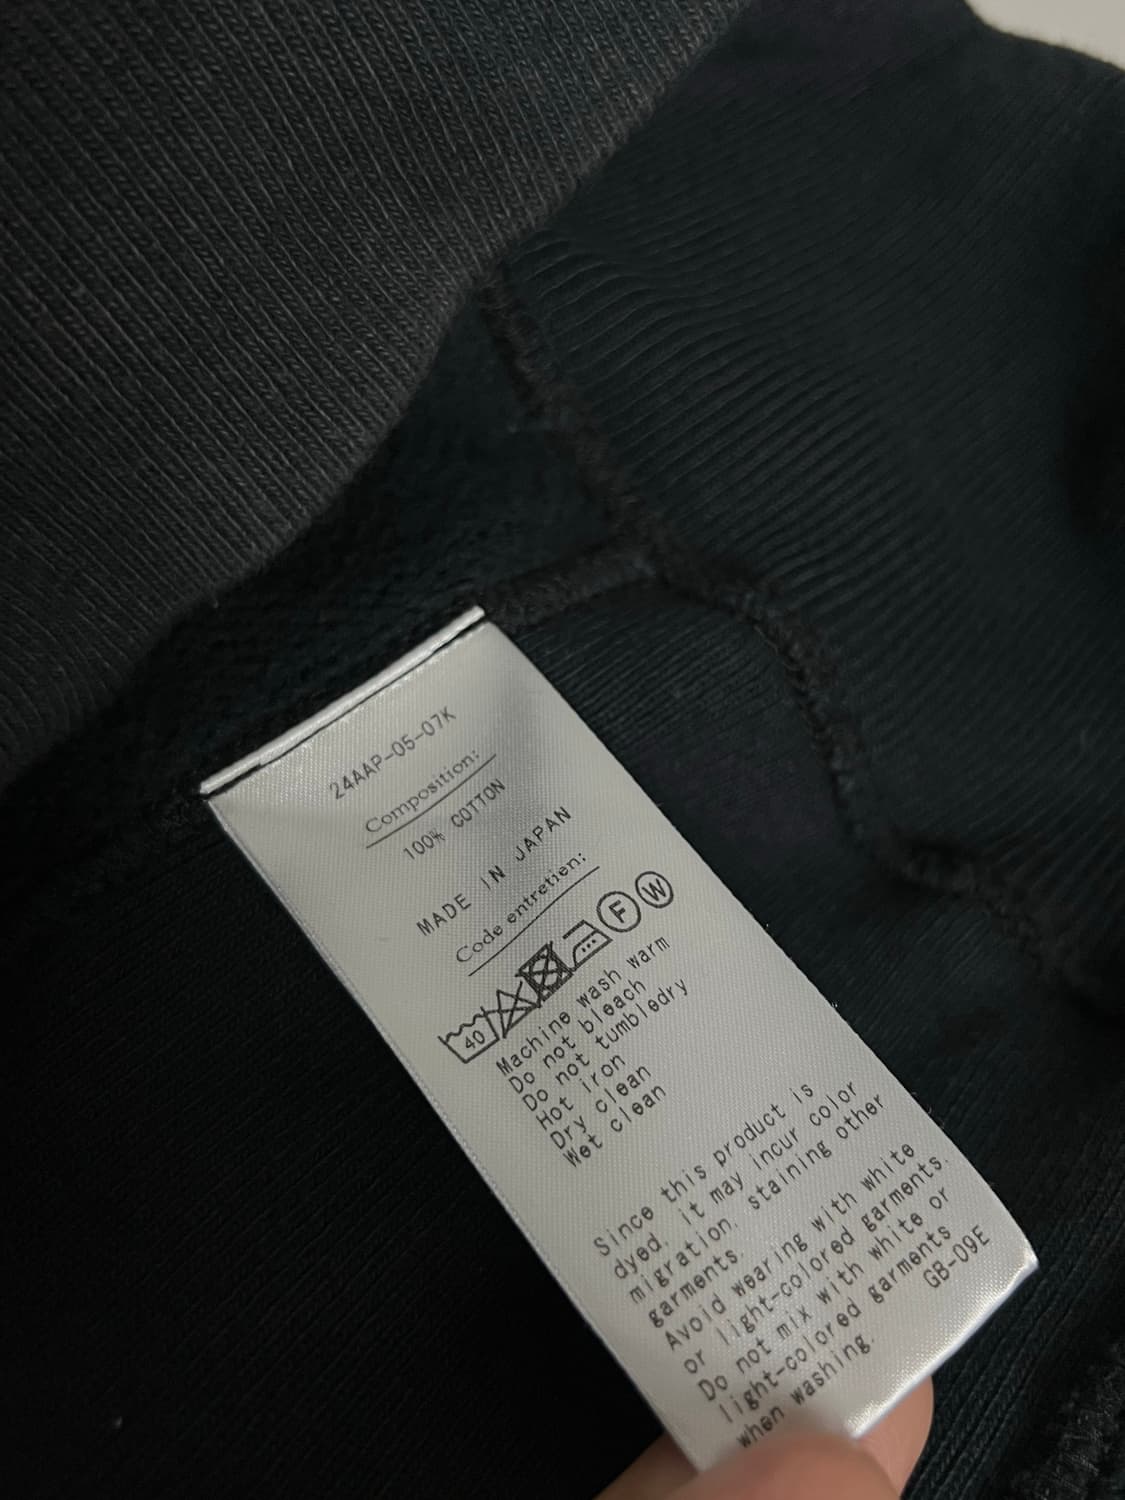 24AAP-05-07K
Composition:
100% COTTON
MADE IN JAPAN
Code entretien:
40 F W
Machine wash warm
Do not bleach
Do not tumbledry
Hot iron
Dry clean
Wet clean
Since this product is
dyed, it may incur color
migration, staining other
garments.
Avoid wearing with white
or light-colored garments.
Do not mix with white or
light-colored garments
when washing.
GB-09E